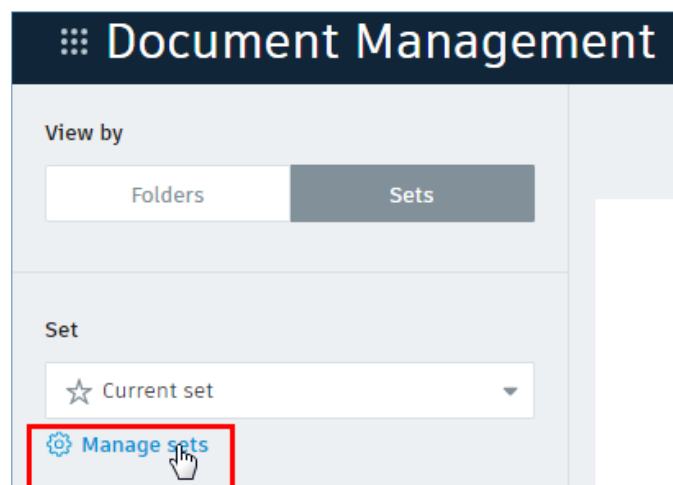 Document Management
View by
Folders Sets
Set
Current set
Manage sets